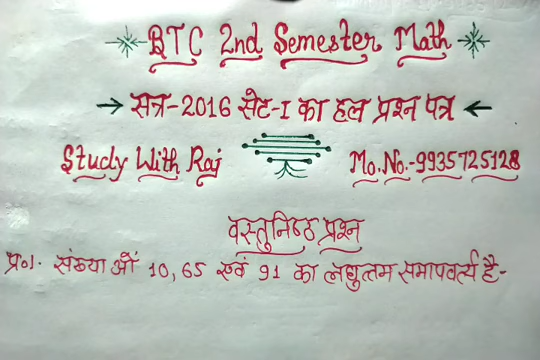 BTC 2nd Semester Math
→ सत्र-2016 सेट-I का हल प्रश्न पत्र ←
Study With Raj Mo.No.-9935725128
वस्तुनिष्ठ प्रश्न
प्र०1. संख्या ओं 10, 65 एवं 91 का लघुत्तम समापवर्त्य है-